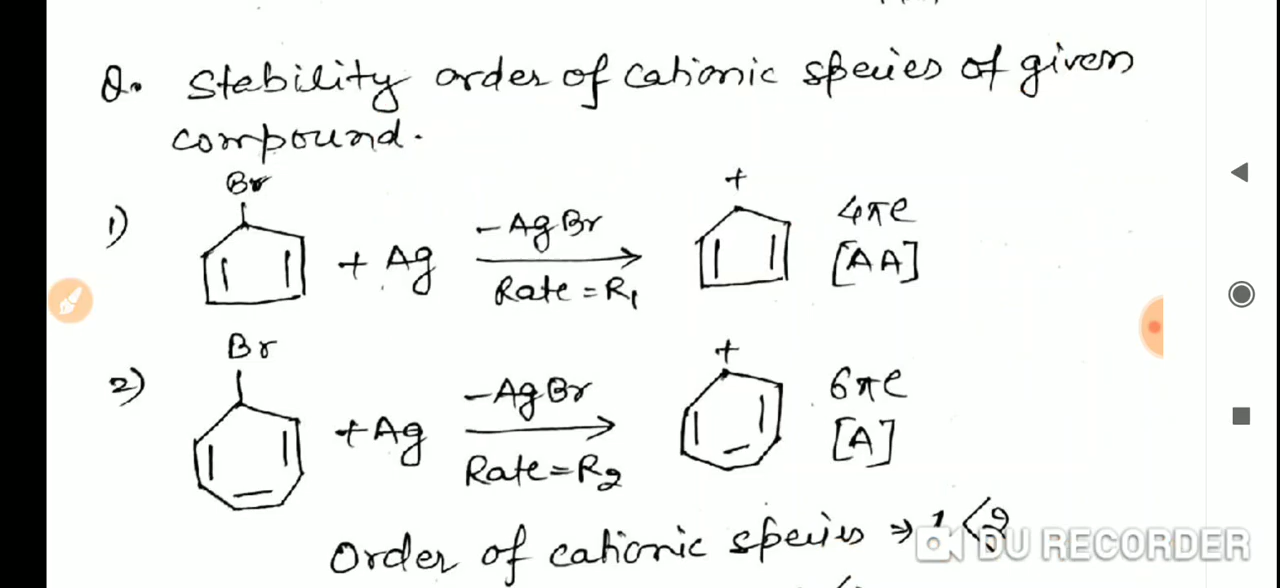 Q. Stebility order of cationic species of given
compound.
Br
1)
+ Ag
-AgBr
Rate = R1
+
4πe
[AA]
Br
2)
+ Ag
-AgBr
Rate = R2
+
6πe
[A]
Order of cationic species ⇒ 1<2
DU RECORDER